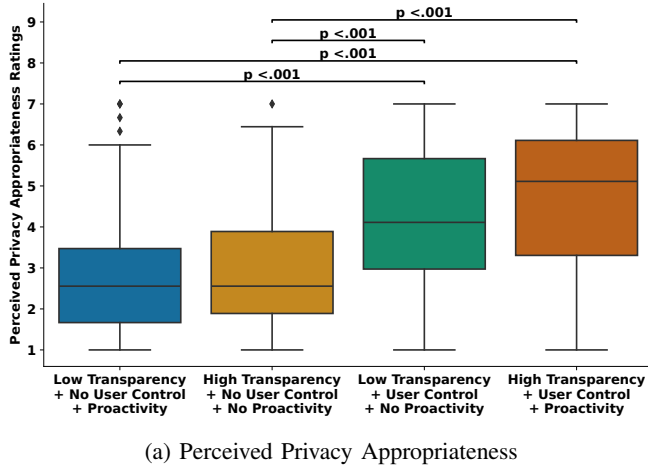 Perceived Privacy Appropriateness Ratings
9
8
7
6
5
4
3
2
1
p <.001
p <.001
p <.001
p <.001
Low Transparency
+ No User Control
+ Proactivity
High Transparency
+ No User Control
+ No Proactivity
Low Transparency
+ User Control
+ No Proactivity
High Transparency
+ User Control
+ Proactivity
(a) Perceived Privacy Appropriateness